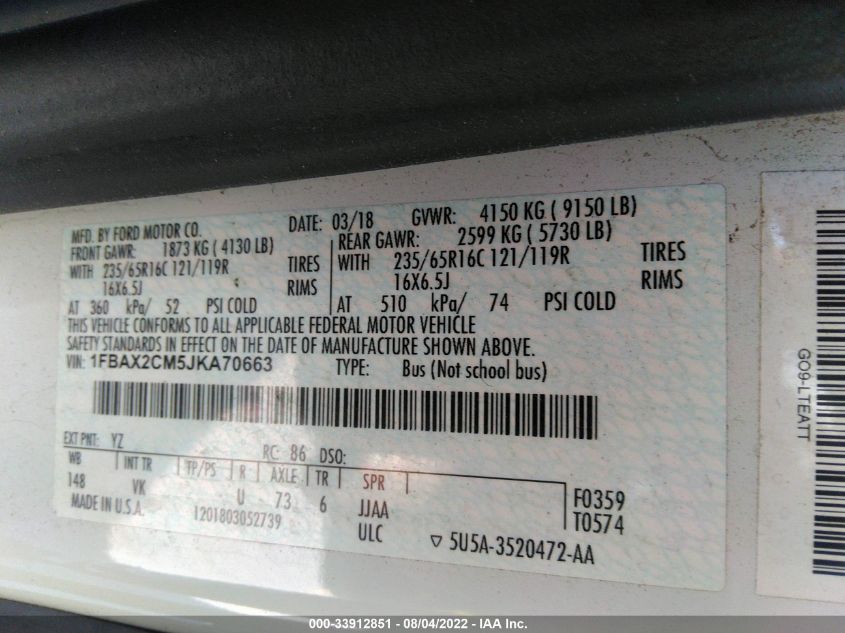 MFD. BY FORD MOTOR CO. DATE: 03/18 GVWR: 4150 KG ( 9150 LB)
FRONT GAWR: 1873 KG ( 4130 LB) REAR GAWR: 2599 KG ( 5730 LB)
WITH 235/65R16C 121/119R TIRES WITH 235/65R16C 121/119R TIRES
16X6.5J RIMS 16X6.5J RIMS
AT 360 kPa/ 52 PSI COLD AT 510 kPa/ 74 PSI COLD
THIS VEHICLE CONFORMS TO ALL APPLICABLE FEDERAL MOTOR VEHICLE
SAFETY STANDARDS IN EFFECT ON THE DATE OF MANUFACTURE SHOWN ABOVE.
VIN: 1FBAX2CM5JKA70663 TYPE: Bus (Not school bus)
EXT PNT: YZ RC: 86 DSO:
WB INT TR TP/PS R AXLE TR SPR
148 VK U 73 6 JJAA F0359
MADE IN U.S.A. 1201803052739 ULC T0574
▽ 5U5A-3520472-AA
GO9-LTEATT
000-33912851 - 08/04/2022 - IAA Inc.